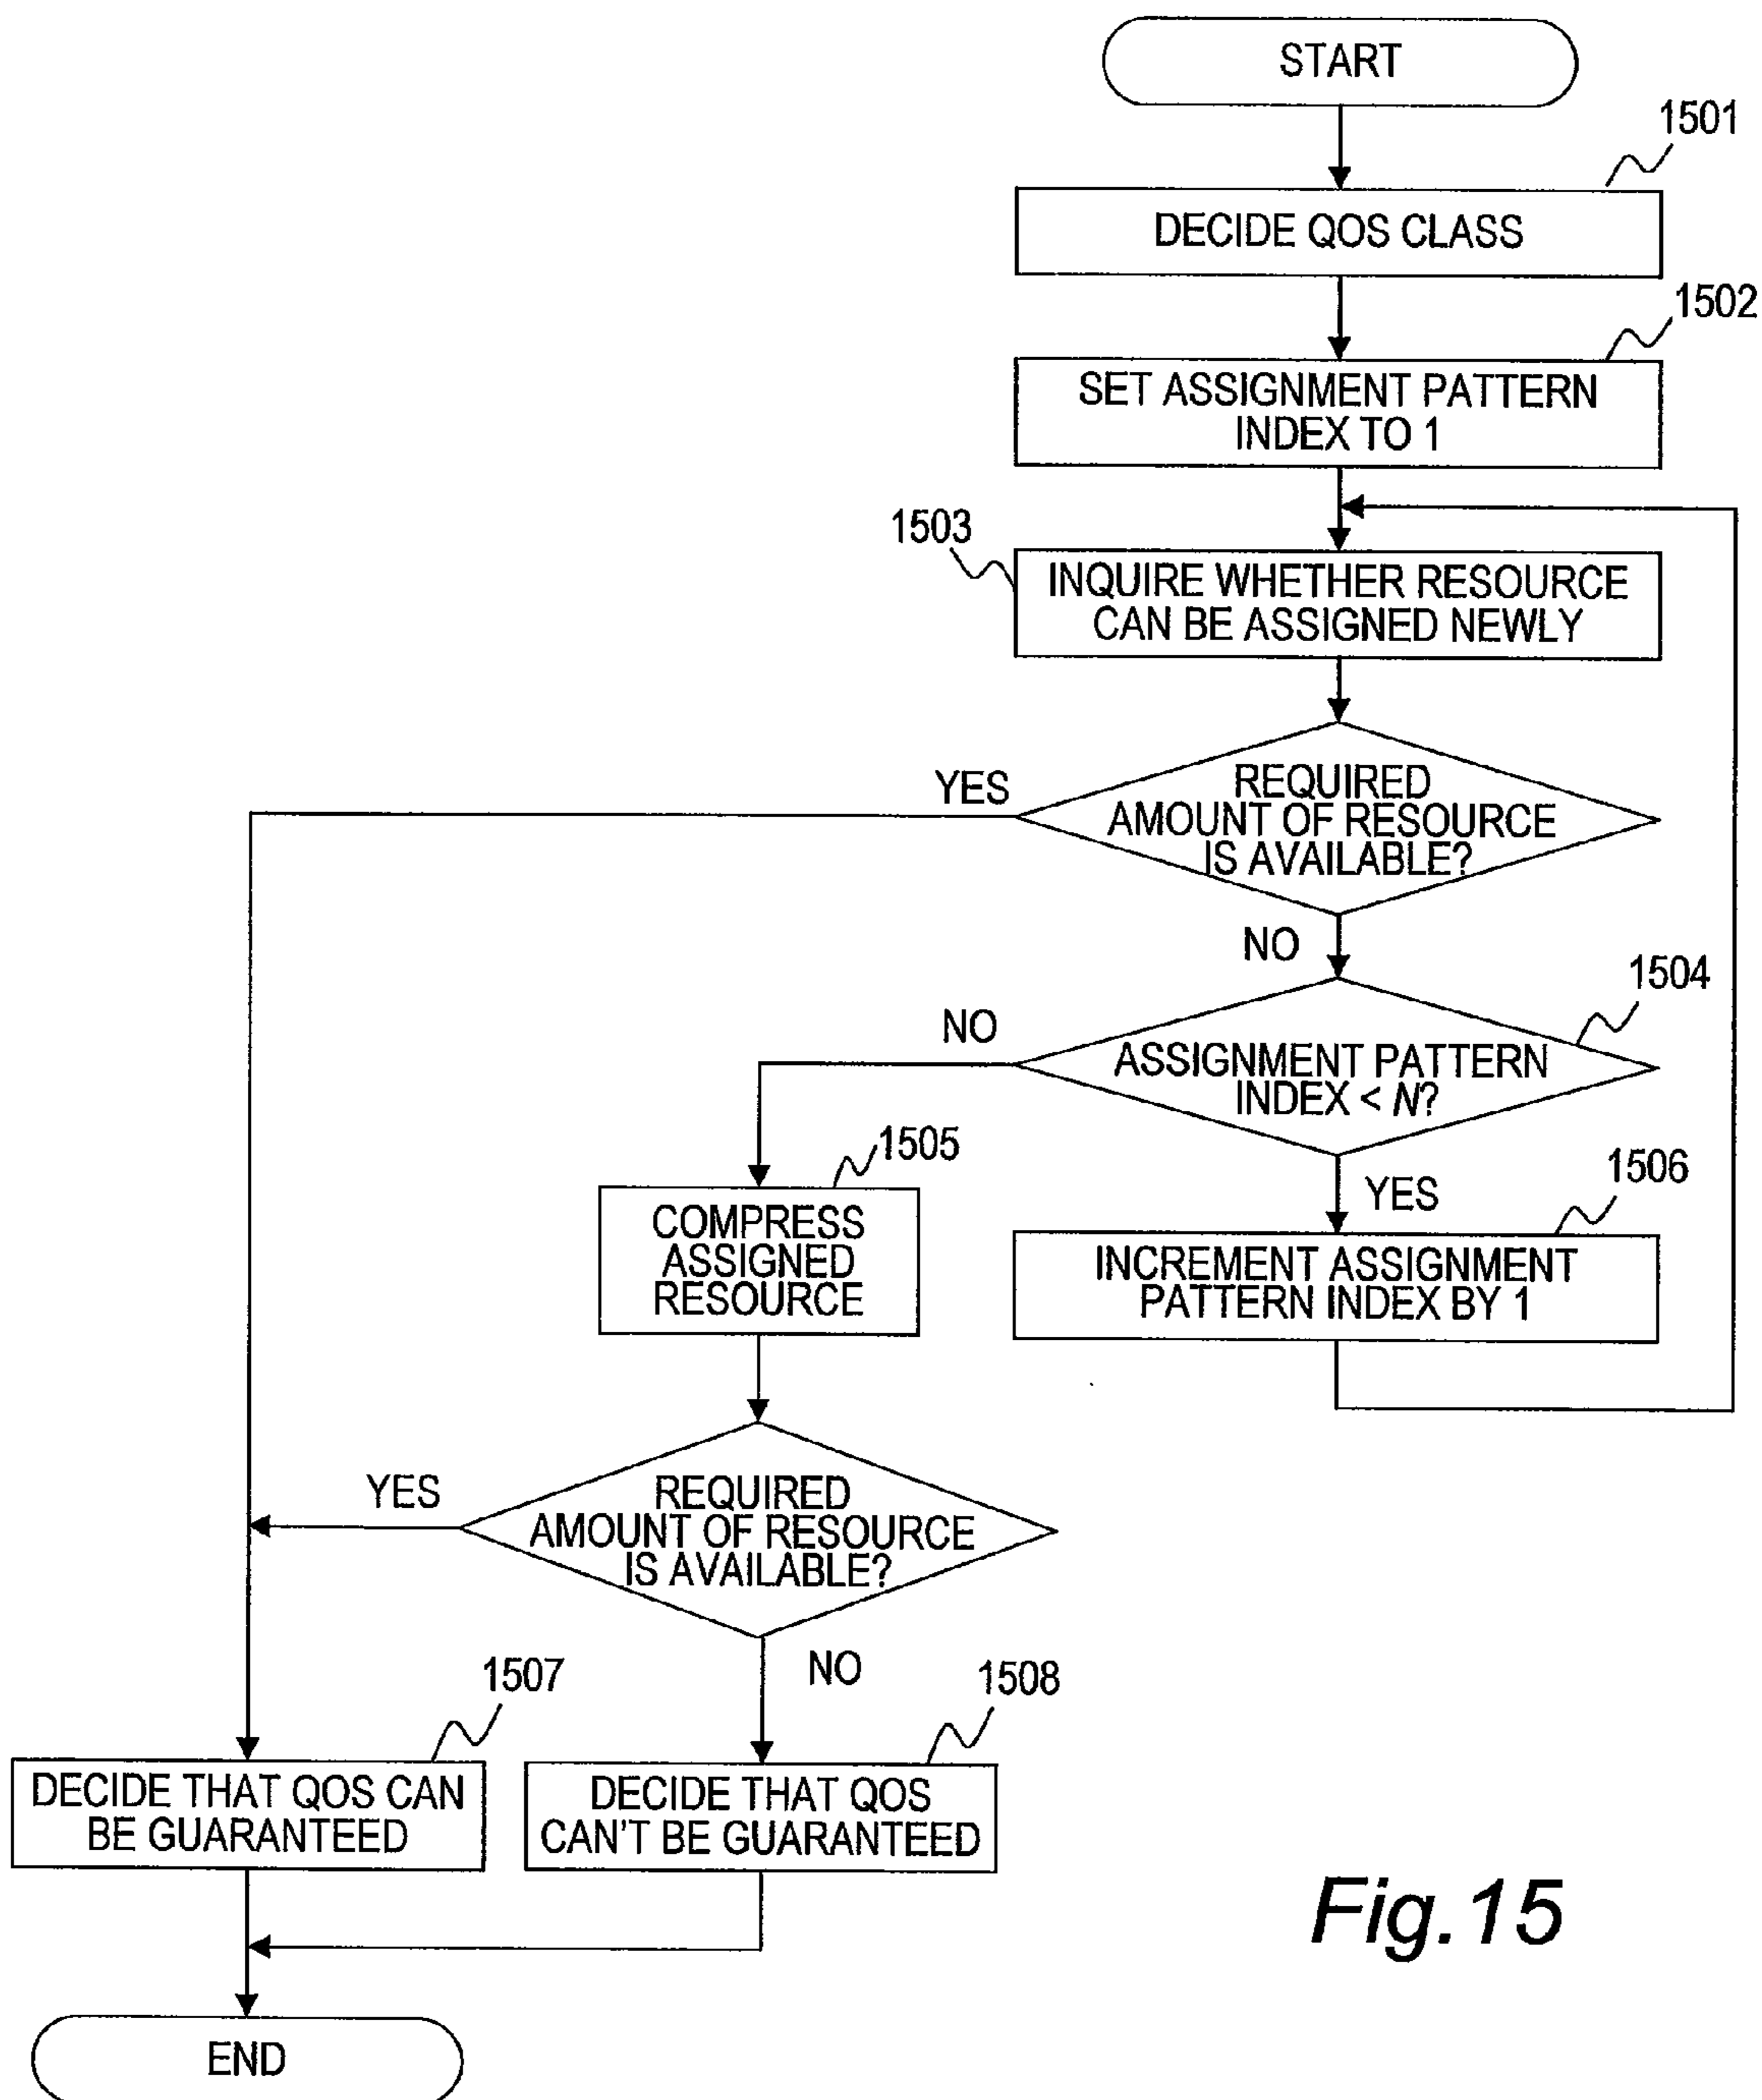 START
1501
DECIDE QOS CLASS
1502
SET ASSIGNMENT PATTERN
INDEX TO 1
1503
INQUIRE WHETHER RESOURCE
CAN BE ASSIGNED NEWLY
YES
REQUIRED
AMOUNT OF RESOURCE
IS AVAILABLE?
NO
1504
NO
ASSIGNMENT PATTERN
INDEX < N?
1505
YES
1506
COMPRESS
ASSIGNED
RESOURCE
INCREMENT ASSIGNMENT
PATTERN INDEX BY 1
YES
REQUIRED
AMOUNT OF RESOURCE
IS AVAILABLE?
NO
1507
1508
DECIDE THAT QOS CAN
BE GUARANTEED
DECIDE THAT QOS
CAN'T BE GUARANTEED
Fig.15
END